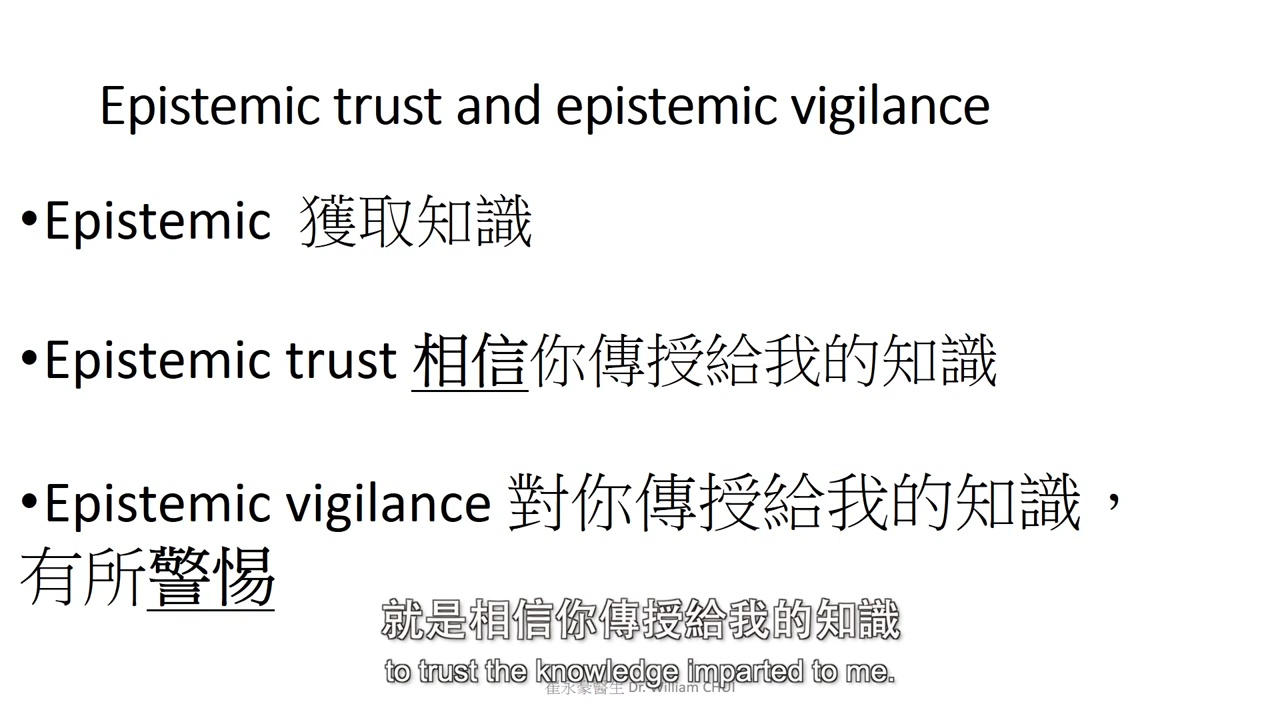 Epistemic trust and epistemic vigilance
•Epistemic 獲取知識
•Epistemic trust 相信你傳授給我的知識
•Epistemic vigilance 對你傳授給我的知識，
有所警惕
就是相信你傳授給我的知識
to trust the knowledge imparted to me.
崔永豪醫生 Dr. William CHUI